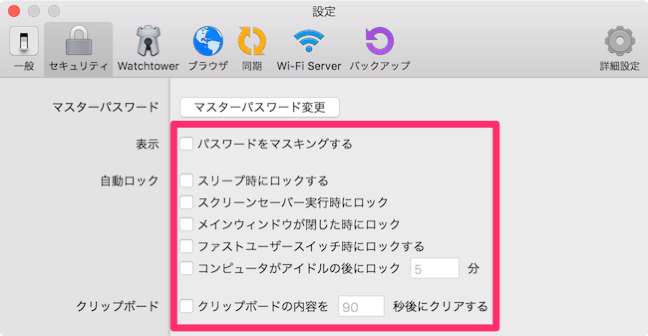 設定
一般 セキュリティ Watchtower ブラウザ 同期 Wi-Fi Server バックアップ 詳細設定
マスターパスワード マスターパスワード変更
表示 パスワードをマスキングする
自動ロック スリープ時にロックする
スクリーンセーバー実行時にロック
メインウィンドウが閉じた時にロック
ファストユーザースイッチ時にロックする
コンピュータがアイドルの後にロック 5 分
クリップボード クリップボードの内容を 90 秒後にクリアする